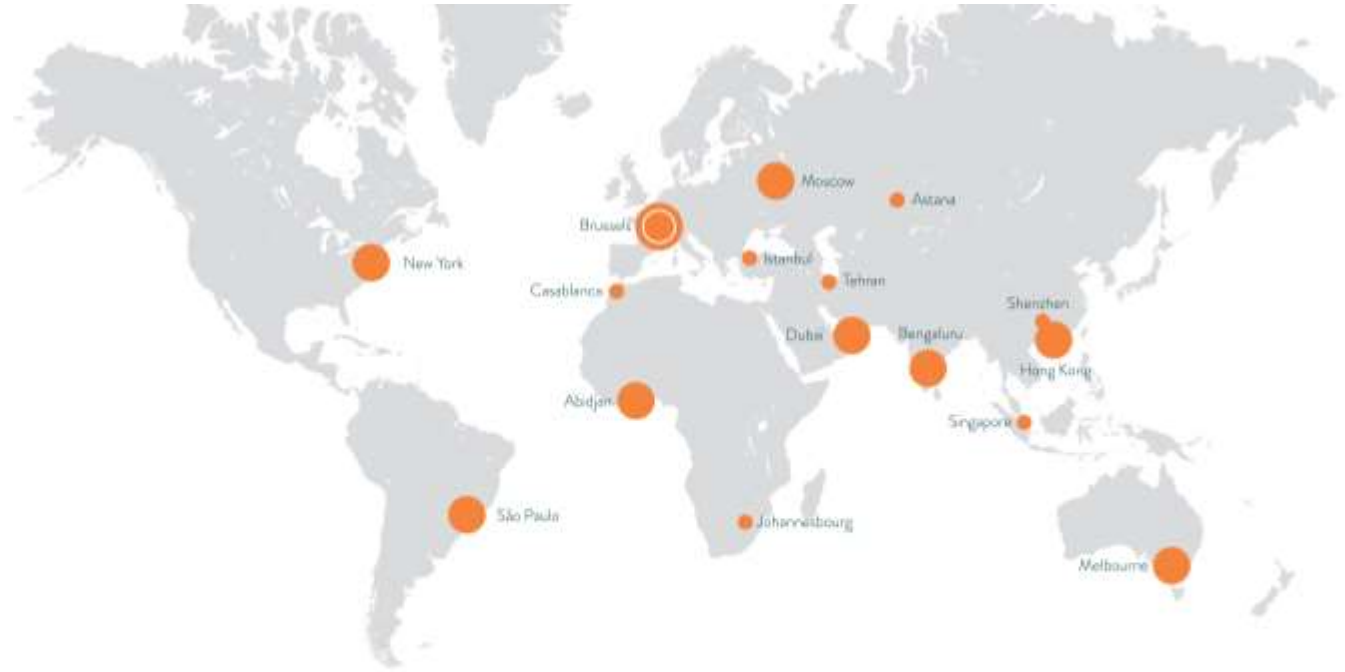 Moscow
Astana
Brussels
Istanbul
New York
Tehran
Casablanca
Shenzhen
Dubai
Bengaluru
Hong Kong
Abidjan
Singapore
São Paulo
Johannesbourg
Melbourne